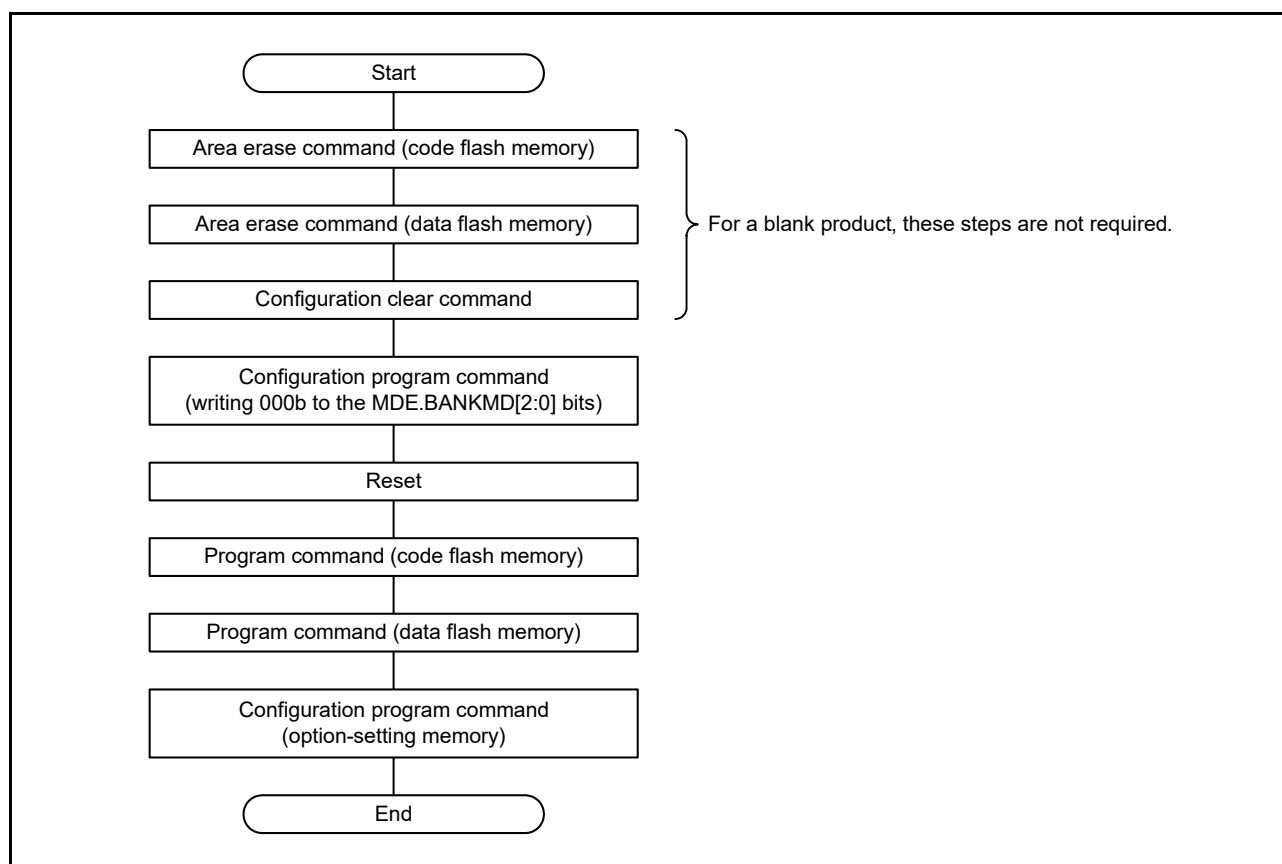 Start
Area erase command (code flash memory)
Area erase command (data flash memory)
For a blank product, these steps are not required.
Configuration clear command
Configuration program command
(writing 000b to the MDE.BANKMD[2:0] bits)
Reset
Program command (code flash memory)
Program command (data flash memory)
Configuration program command
(option-setting memory)
End